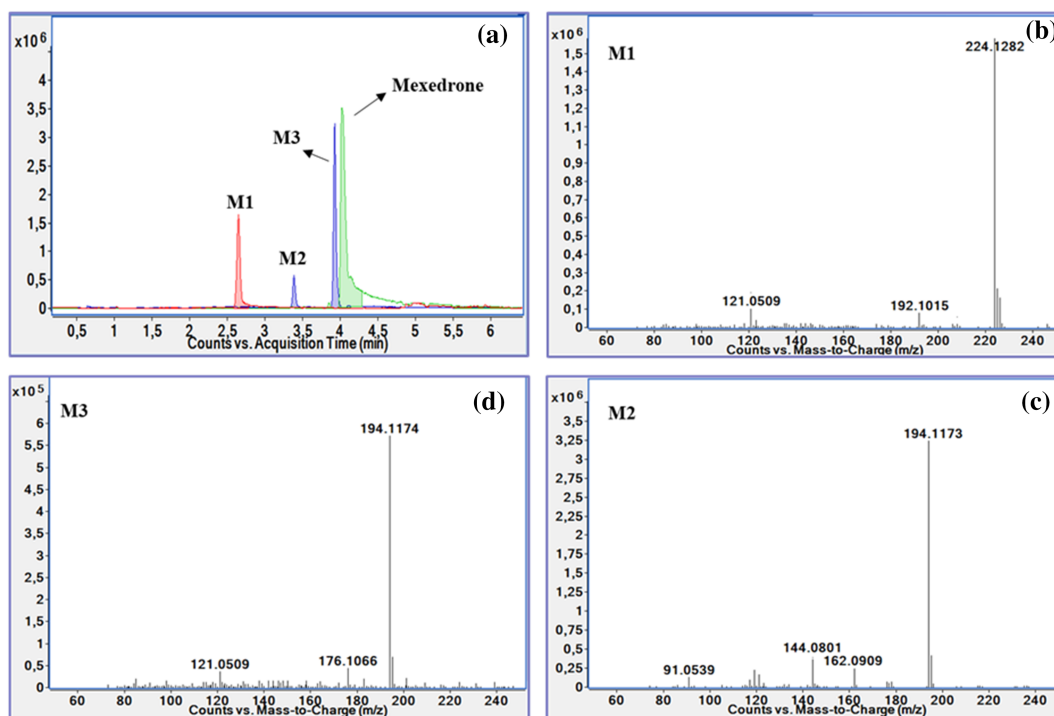 x10⁶
(a)
4
3,5
3
2,5
2
1,5
1
0,5
0
Mexedrone
M3
M1
M2
0,5 1 1,5 2 2,5 3 3,5 4 4,5 5 5,5 6
Counts vs. Acquisition Time (min)
x10⁶
(b)
M1
224.1282
1,5
1,4
1,3
1,2
1,1
1
0,9
0,8
0,7
0,6
0,5
0,4
0,3
0,2
0,1
0
121.0509
192.1015
60 80 100 120 140 160 180 200 220 240
Counts vs. Mass-to-Charge (m/z)
x10⁵
(d)
M3
194.1174
6
5,5
5
4,5
4
3,5
3
2,5
2
1,5
1
0,5
0
121.0509
176.1066
60 80 100 120 140 160 180 200 220 240
Counts vs. Mass-to-Charge (m/z)
x10⁶
(c)
M2
194.1173
3,5
3,25
3
2,75
2,5
2,25
2
1,75
1,5
1,25
1
0,75
0,5
0,25
0
91.0539
144.0801
162.0909
60 80 100 120 140 160 180 200 220 240
Counts vs. Mass-to-Charge (m/z)